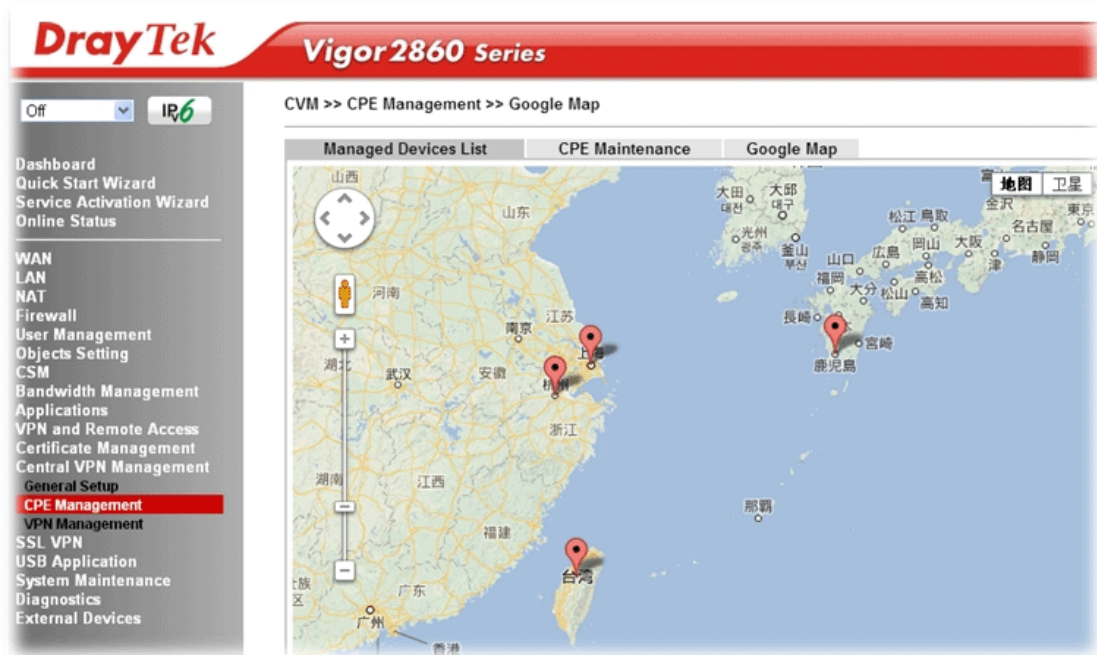 DrayTek
Vigor2860 Series
Off
IPv6
CVM >> CPE Management >> Google Map
Managed Devices List
CPE Maintenance
Google Map
Dashboard
Quick Start Wizard
Service Activation Wizard
Online Status
WAN
LAN
NAT
Firewall
User Management
Objects Setting
CSM
Bandwidth Management
Applications
VPN and Remote Access
Certificate Management
Central VPN Management
General Setup
CPE Management
VPN Management
SSL VPN
USB Application
System Maintenance
Diagnostics
External Devices
地图
卫星
山西
山东
河南
江苏
南京
上海
湖北
武汉
安徽
杭州
浙江
湖南
江西
福建
台湾
广东
广州
香港
大田
대전
大邱
대구
光州
광주
釜山
부산
松江
鳥取
金沢
東京
名古屋
広島
岡山
大阪
津
静岡
山口
福岡
高松
大分
松山
高知
長崎
宮崎
鹿児島
那覇